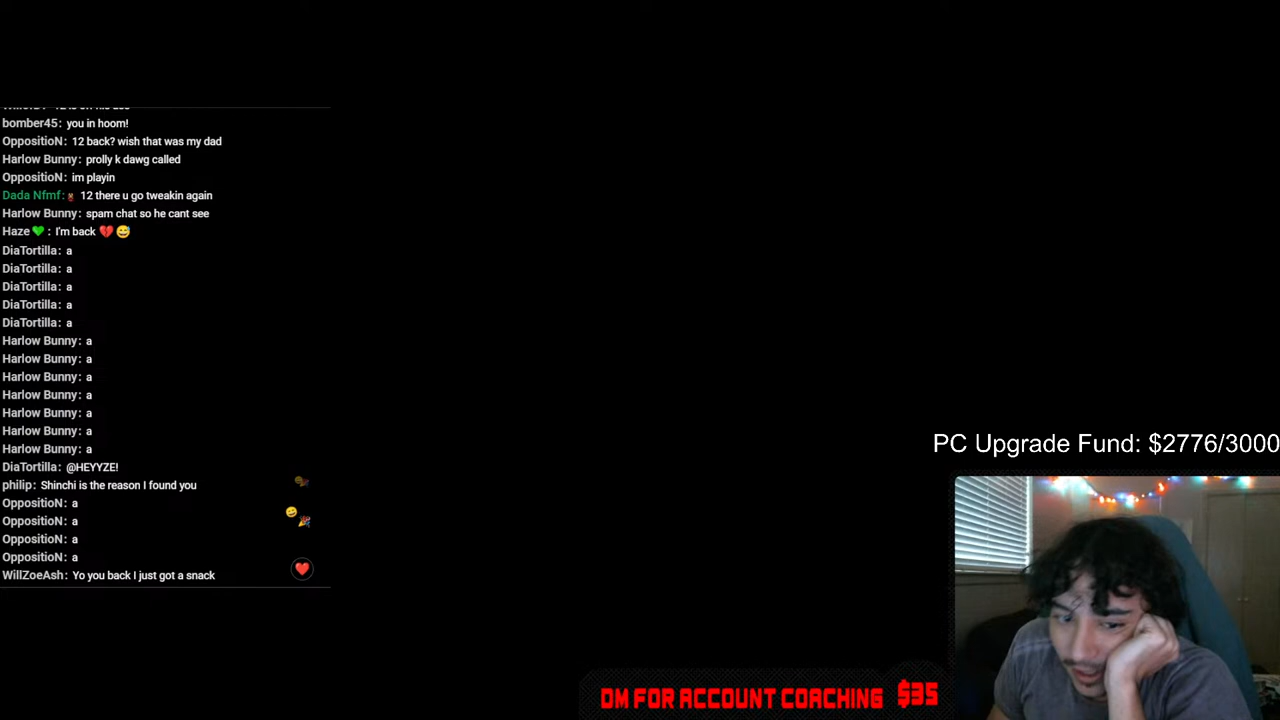 bomber45: you in hoom!
OppositioN: 12 back? wish that was my dad
Harlow Bunny: prolly k dawg called
OppositioN: im playin
Dada Nfmf: 12 there u go tweakin again
Harlow Bunny: spam chat so he cant see
Haze💚: I'm back 💔 😅
DiaTortilla: a
DiaTortilla: a
DiaTortilla: a
DiaTortilla: a
DiaTortilla: a
Harlow Bunny: a
Harlow Bunny: a
Harlow Bunny: a
Harlow Bunny: a
Harlow Bunny: a
Harlow Bunny: a
Harlow Bunny: a
DiaTortilla: @HEYYZE!
philip: Shinchi is the reason I found you
OppositioN: a
OppositioN: a
OppositioN: a
OppositioN: a
WillZoeAsh: Yo you back I just got a snack
PC Upgrade Fund: $2776/3000
DM FOR ACCOUNT COACHING $35